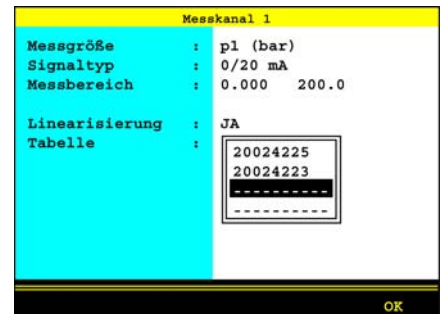 Messkanal 1
Messgröße : p1 (bar)
Signaltyp : 0/20 mA
Messbereich : 0.000 200.0
Linearisierung : JA
Tabelle :
20024225
20024223
----------
----------
OK